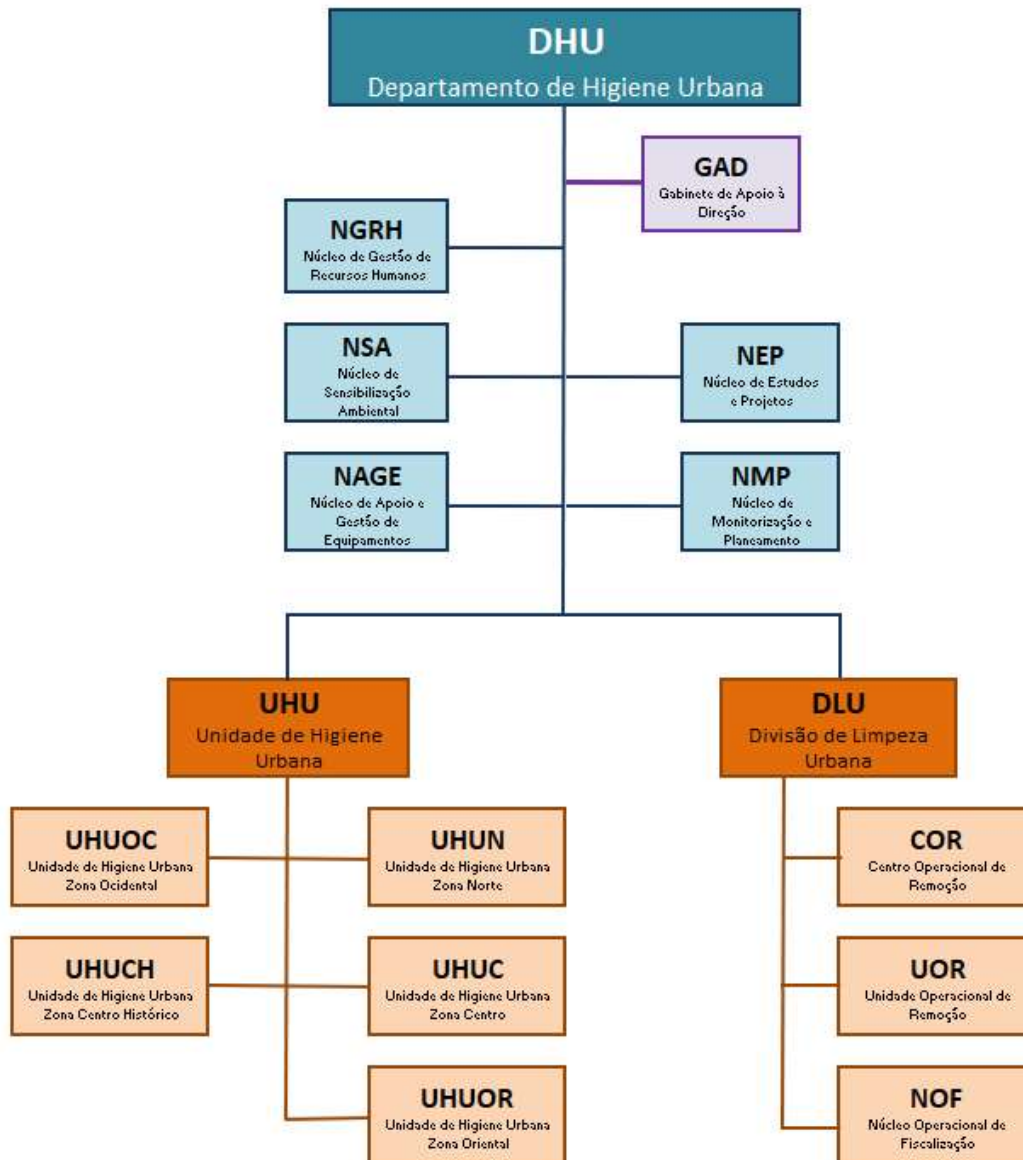 DHU
Departamento de Higiene Urbana
GAD
Gabinete de Apoio à
Direção
NGRH
Núcleo de Gestão de
Recursos Humanos
NSA
Núcleo de
Sensibilização
Ambiental
NEP
Núcleo de Estudos
e Projetos
NAGE
Núcleo de Apoio e
Gestão de
Equipamentos
NMP
Núcleo de
Monitorização e
Planeamento
UHU
Unidade de Higiene
Urbana
DLU
Divisão de Limpeza
Urbana
UHUOC
Unidade de Higiene Urbana
Zona Ocidental
UHUN
Unidade de Higiene Urbana
Zona Norte
COR
Centro Operacional de
Remoção
UHUCH
Unidade de Higiene Urbana
Zona Centro Histórico
UHUC
Unidade de Higiene Urbana
Zona Centro
UOR
Unidade Operacional de
Remoção
UHUOR
Unidade de Higiene Urbana
Zona Oriental
NOF
Núcleo Operacional de
Fiscalização